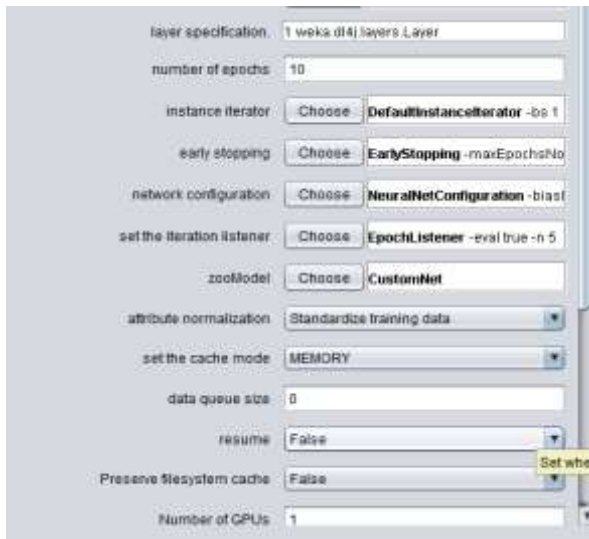 layer specification. 1 weka.dl4j.layers.Layer
number of epochs 10
instance iterator Choose DefaultInstanceIterator -bs 1
early stopping Choose EarlyStopping -maxEpochsNo
network configuration Choose NeuralNetConfiguration -biasI
set the iteration listener Choose EpochListener -eval true -n 5
zooModel Choose CustomNet
attribute normalization Standardize training data
set the cache mode MEMORY
data queue size 0
resume False
Set whe
Preserve filesystem cache False
Number of GPUs 1